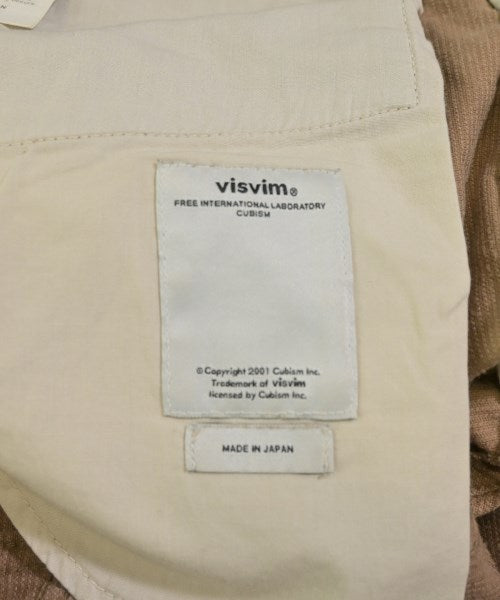 visvim®
FREE INTERNATIONAL LABORATORY
CUBISM
© Copyright 2001 Cubism Inc.
Trademark of visvim
licensed by Cubism Inc.
MADE IN JAPAN